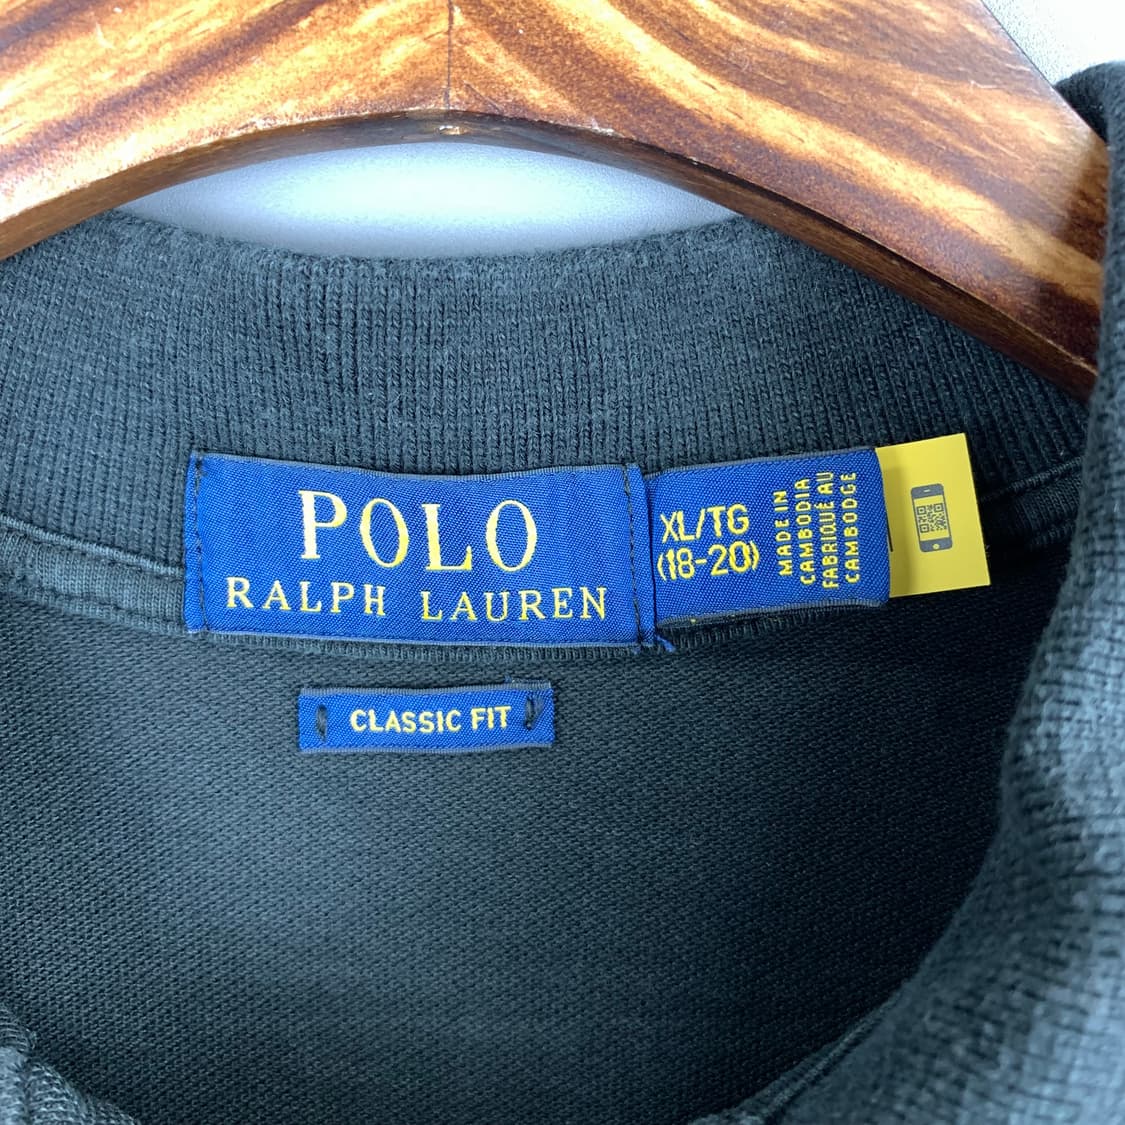 POLO
RALPH LAUREN
XL/TG
(18-20)
MADE IN
CAMBODIA
FABRIQUÉ AU
CAMBODGE
CLASSIC FIT